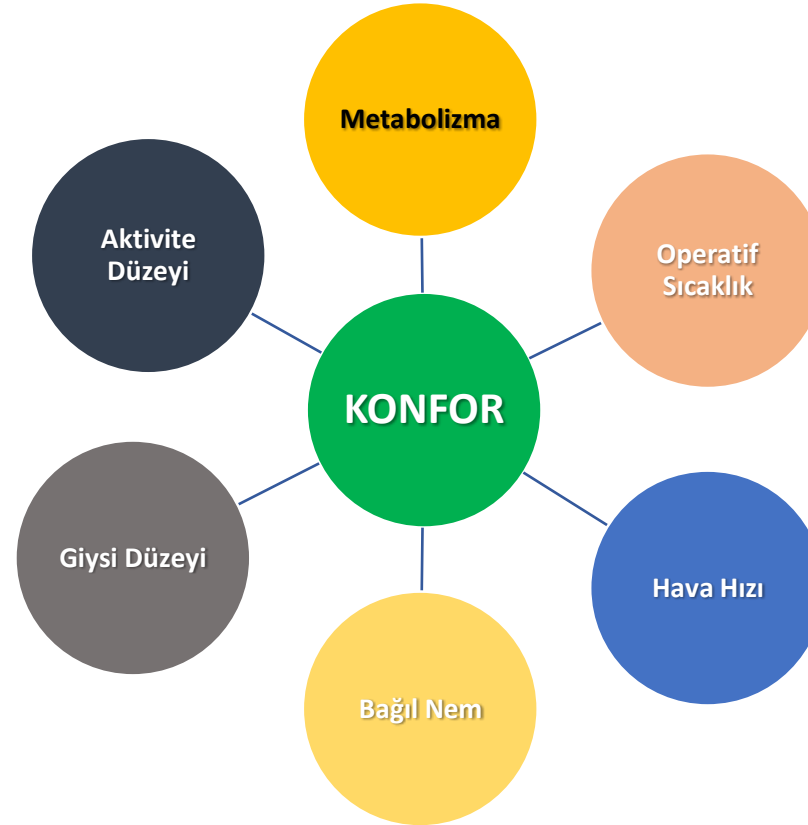 Metabolizma
Aktivite
Düzeyi
Operatif
Sıcaklık
KONFOR
Giysi Düzeyi
Hava Hızı
Bağıl Nem